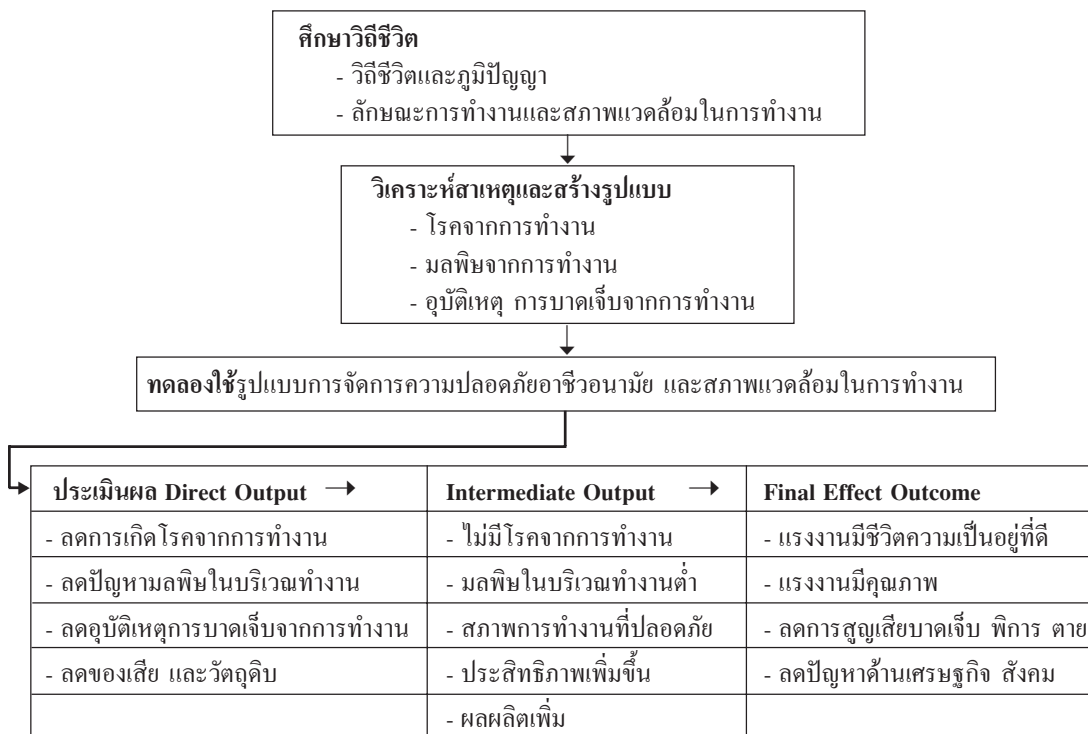 ศึกษาวิถีชีวิต
- วิถีชีวิตและภูมิปัญญา
- ลักษณะการทำงานและสภาพแวดล้อมในการทำงาน
วิเคราะห์สาเหตุและสร้างรูปแบบ
- โรคจากการทำงาน
- มลพิษจากการทำงาน
- อุบัติเหตุ การบาดเจ็บจากการทำงาน
ทดลองใช้รูปแบบการจัดการความปลอดภัยอาชีวอนามัย และสภาพแวดล้อมในการทำงาน
ประเมินผล Direct Output → Intermediate Output → Final Effect Outcome
- ลดการเกิดโรคจากการทำงาน - ไม่มีโรคจากการทำงาน - แรงงานมีชีวิตความเป็นอยู่ที่ดี
- ลดปัญหามลพิษในบริเวณทำงาน - มลพิษในบริเวณทำงานต่ำ - แรงงานมีคุณภาพ
- ลดอุบัติเหตุการบาดเจ็บจากการทำงาน - สภาพการทำงานที่ปลอดภัย - ลดการสูญเสียบาดเจ็บ พิการ ตาย
- ลดของเสีย และวัตถุดิบ - ประสิทธิภาพเพิ่มขึ้น - ลดปัญหาด้านเศรษฐกิจ สังคม
- ผลผลิตเพิ่ม